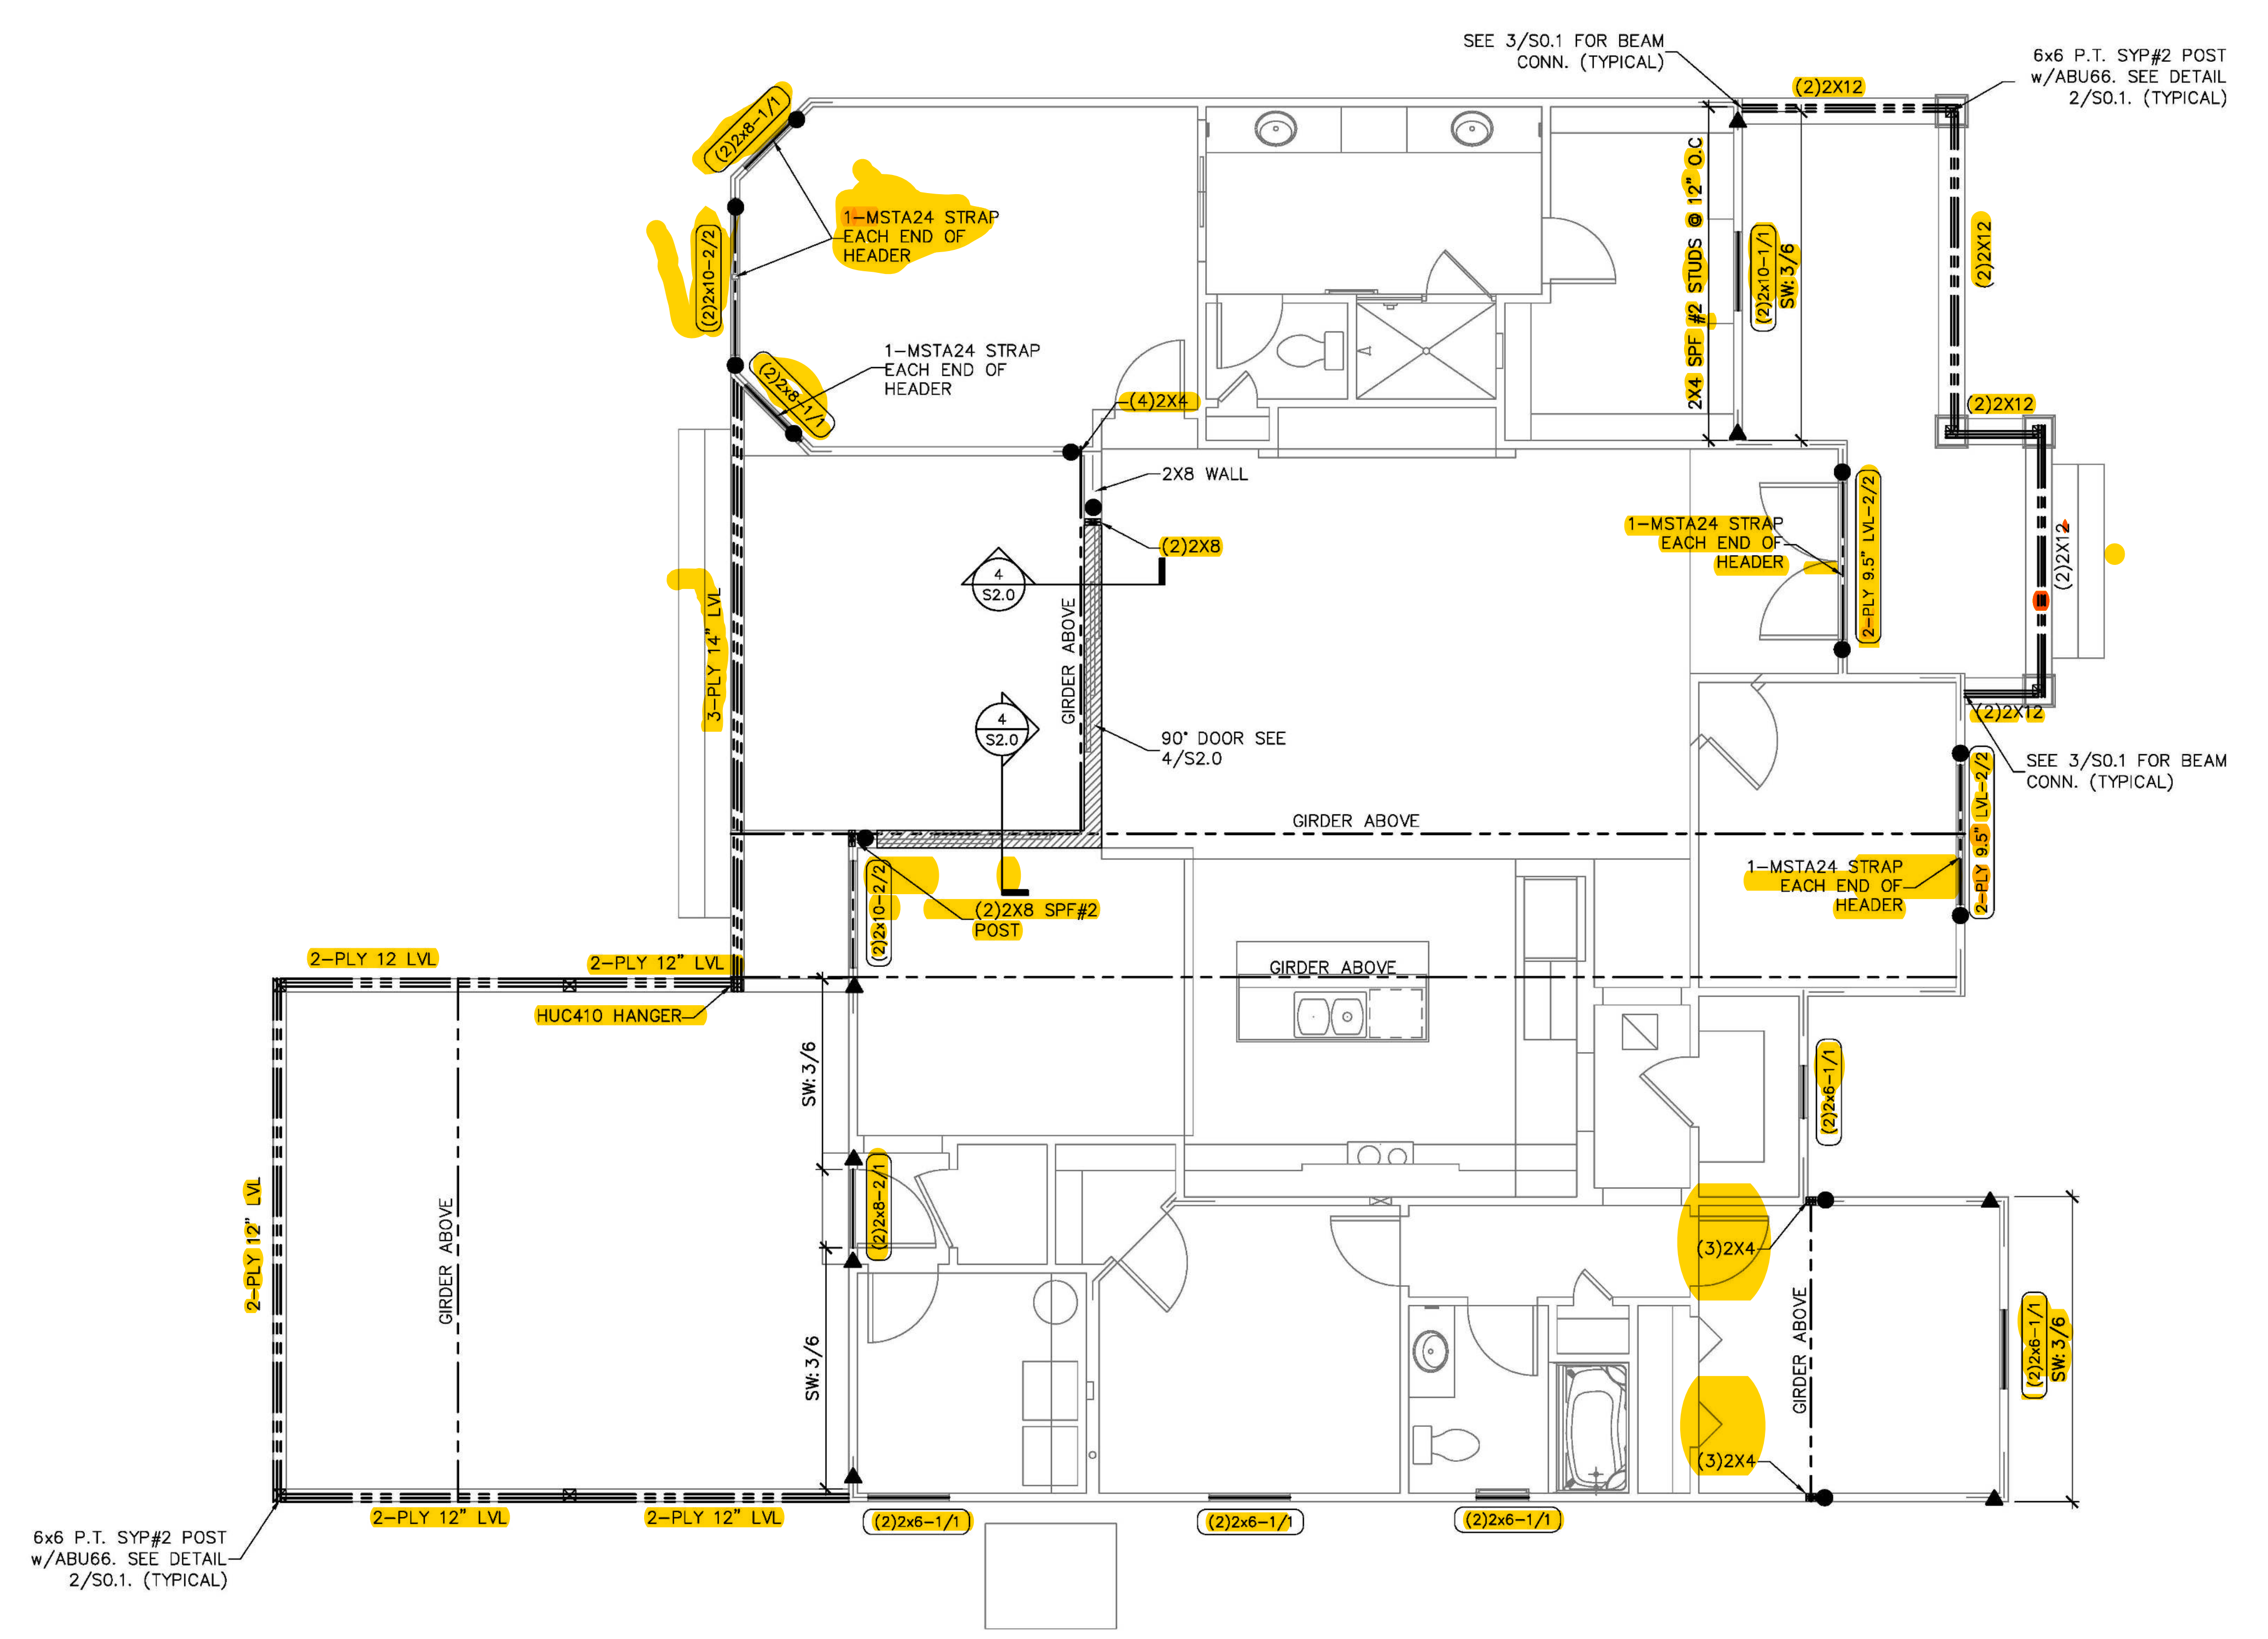 SEE 3/S0.1 FOR BEAM
CONN. (TYPICAL)
6x6 P.T. SYP#2 POST
w/ABU66. SEE DETAIL
2/S0.1. (TYPICAL)
(2)2X12
(2)2x8-1/1
1-MSTA24 STRAP
EACH END OF
HEADER
(2)2x10-2/2
2X4 SPF #2 STUDS @ 12" O.C
(2)2x10-1/1
SW: 3/6
(2)2X12
1-MSTA24 STRAP
EACH END OF
HEADER
(2)2x8-1/1
(4)2X4
(2)2X12
2X8 WALL
(2)2X8
1-MSTA24 STRAP
EACH END OF
HEADER
2-PLY 9.5" LVL-2/2
(2)2X12
4
S2.0
GIRDER ABOVE
3-PLY 14" LVL
4
S2.0
90° DOOR SEE
4/S2.0
(2)2X12
SEE 3/S0.1 FOR BEAM
CONN. (TYPICAL)
GIRDER ABOVE
2-PLY 9.5" LVL-2/2
1-MSTA24 STRAP
EACH END OF
HEADER
(2)2x10-2/2
(2)2X8 SPF#2
POST
2-PLY 12 LVL
2-PLY 12" LVL
GIRDER ABOVE
HUC410 HANGER
SW: 3/6
(2)2x6-1/1
2-PLY 12" LVL
GIRDER ABOVE
(2)2x8-2/1
(3)2X4
SW: 3/6
GIRDER ABOVE
(2)2x6-1/1
SW: 3/6
(3)2X4
2-PLY 12" LVL
2-PLY 12" LVL
(2)2x6-1/1
(2)2x6-1/1
(2)2x6-1/1
6x6 P.T. SYP#2 POST
w/ABU66. SEE DETAIL
2/S0.1. (TYPICAL)